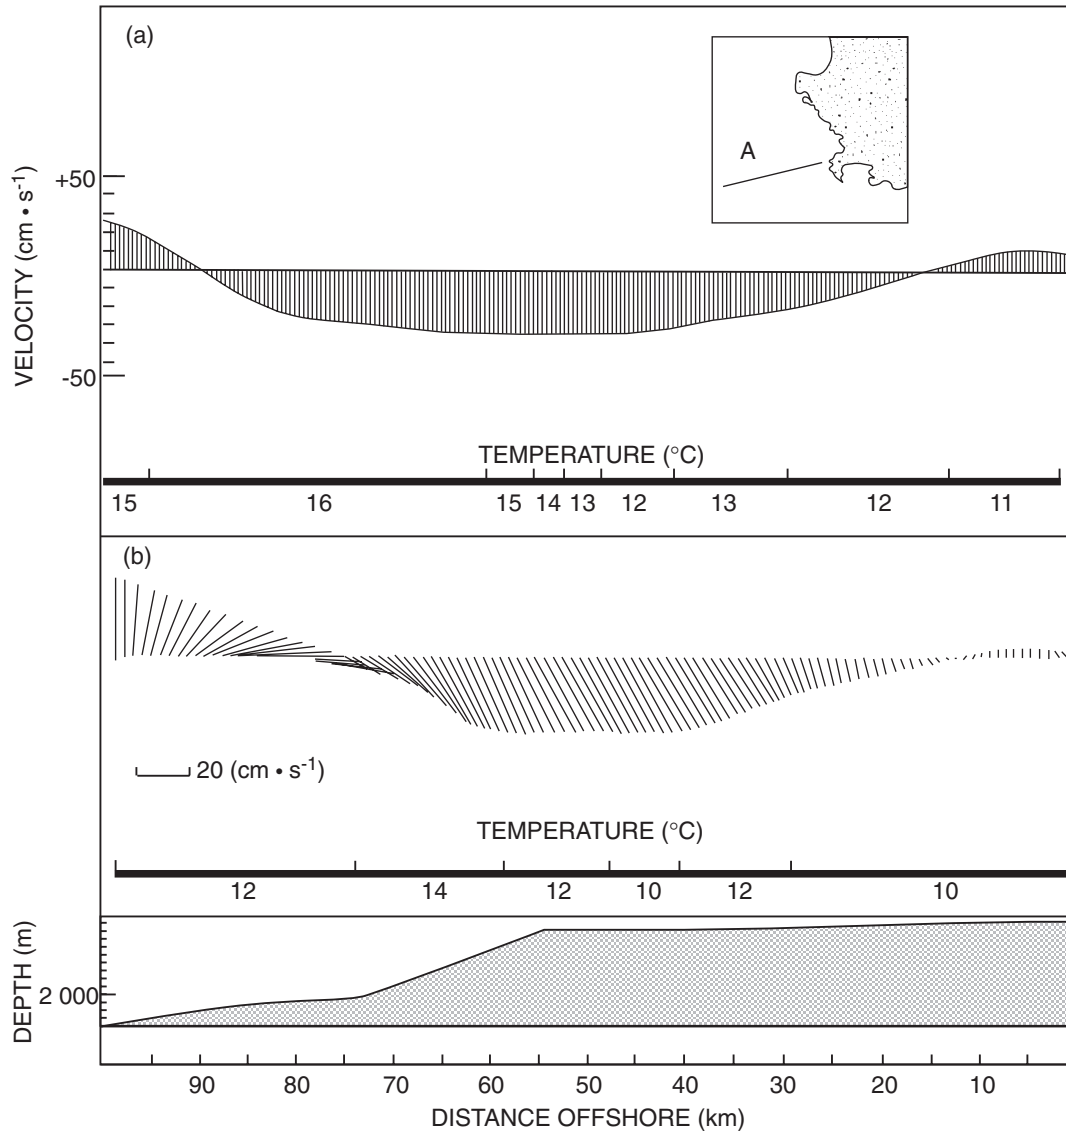 (a)
A
+50
-50
VELOCITY (cm • s-1)
TEMPERATURE (°C)
15 16 15 14 13 12 13 12 11
(b)
20 (cm • s-1)
TEMPERATURE (°C)
12 14 12 10 12 10
DEPTH (m)
2 000
90 80 70 60 50 40 30 20 10
DISTANCE OFFSHORE (km)